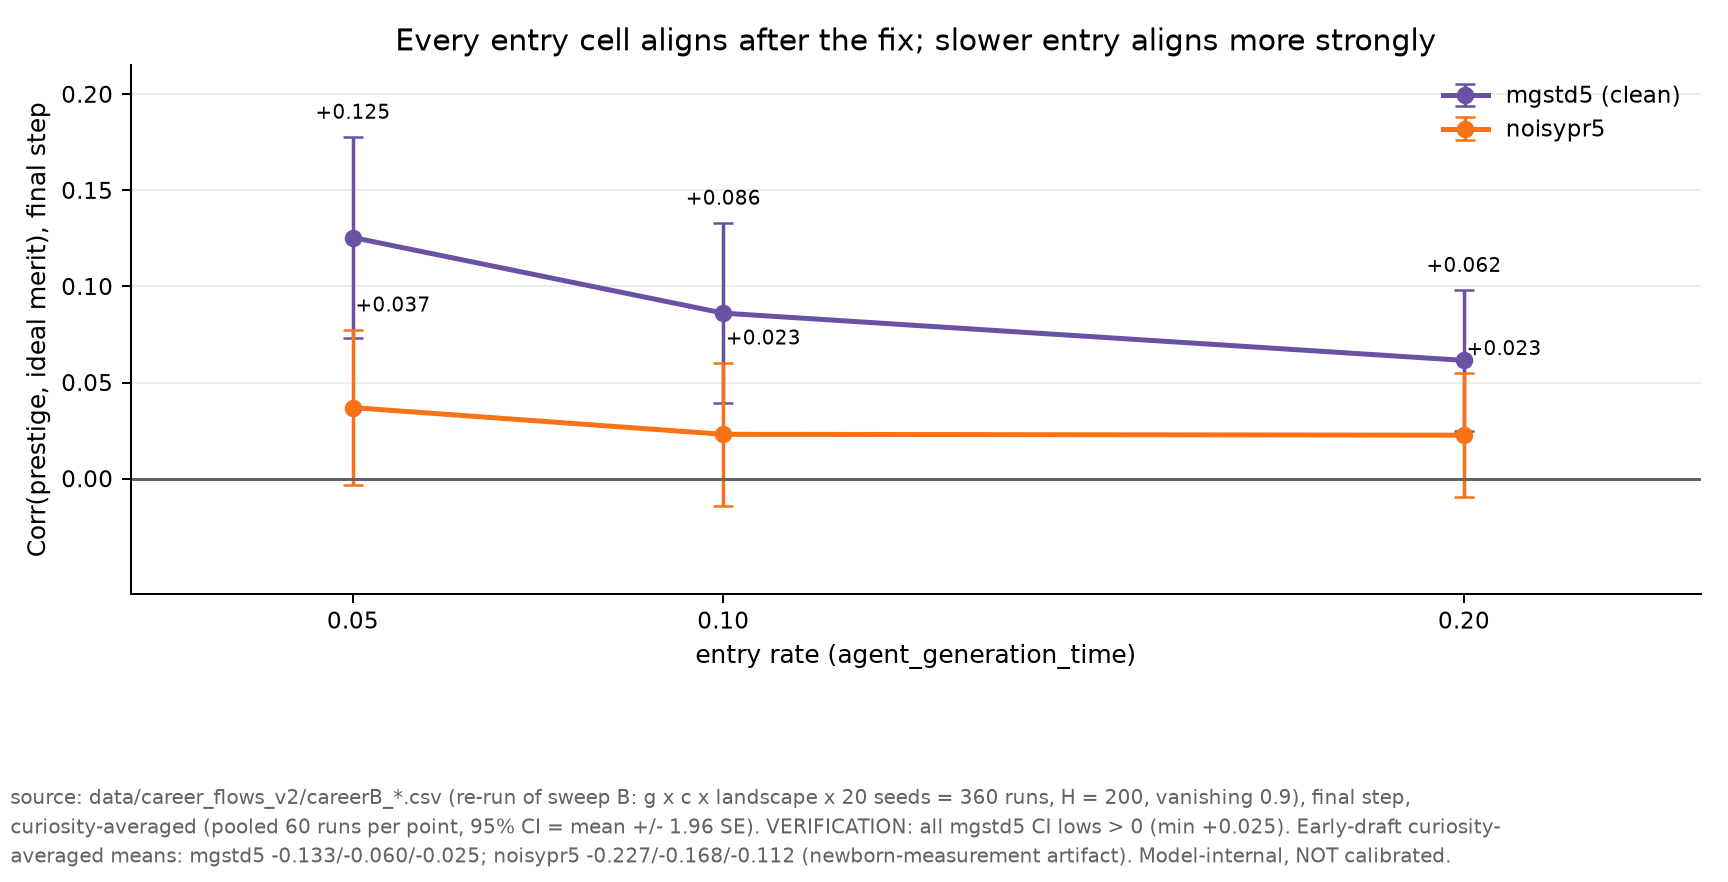 Every entry cell aligns after the fix; slower entry aligns more strongly
mgstd5 (clean)
noisypr5
Corr(prestige, ideal merit), final step
0.20
0.15
0.10
0.05
0.00
+0.125
+0.086
+0.062
+0.037
+0.023
+0.023
0.05
0.10
0.20
entry rate (agent_generation_time)
source: data/career_flows_v2/careerB_*.csv (re-run of sweep B: g x c x landscape x 20 seeds = 360 runs, H = 200, vanishing 0.9), final step,
curiosity-averaged (pooled 60 runs per point, 95% CI = mean +/- 1.96 SE). VERIFICATION: all mgstd5 CI lows > 0 (min +0.025). Early-draft curiosity-
averaged means: mgstd5 -0.133/-0.060/-0.025; noisypr5 -0.227/-0.168/-0.112 (newborn-measurement artifact). Model-internal, NOT calibrated.